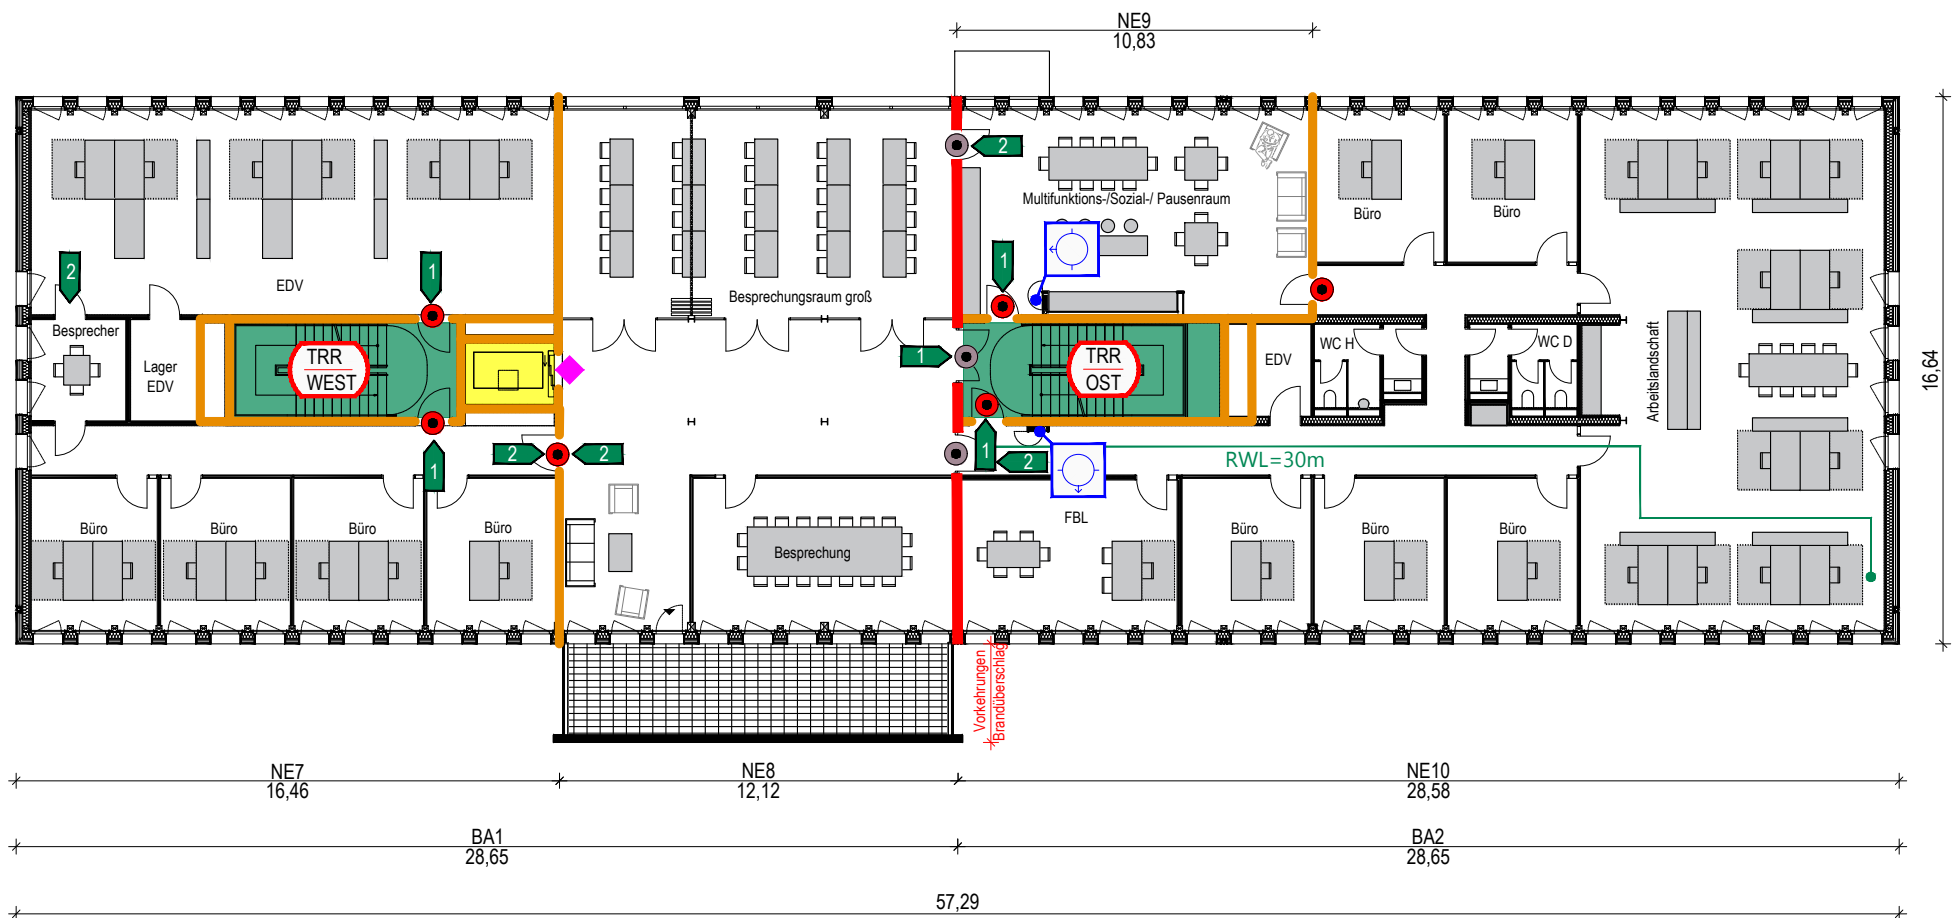 NE9
10,83
2
Multifunktions-/Sozial-/ Pausenraum
Büro
Büro
16,64
2
1
1
EDV
Besprechungsraum groß
Besprecher
Lager
EDV
TRR
WEST
1
TRR
OST
EDV
WC H
WC D
Arbeitslandschaft
1
2
2
1
2
RWL=30m
Büro
Büro
Büro
Büro
Besprechung
FBL
Büro
Büro
Büro
Vorkehrungen
Brandüberschlag
NE7
16,46
NE8
12,12
NE10
28,58
BA1
28,65
BA2
28,65
57,29